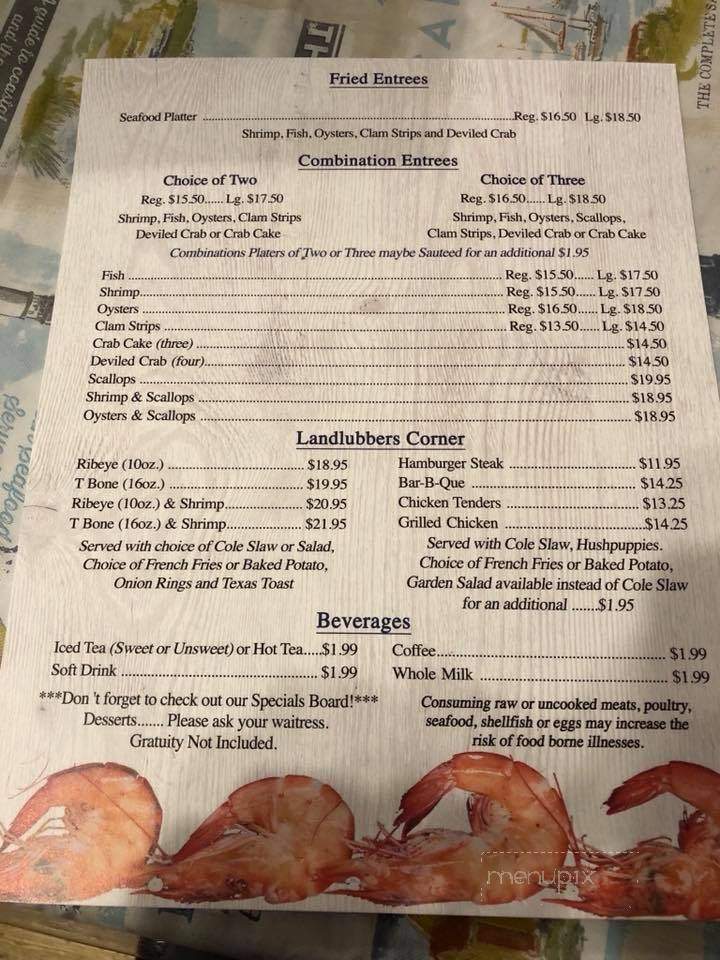 A guide to coastal
and the
TH
THE COMPLETE S
Fried Entrees
Seafood Platter ........Reg. $16.50 Lg. $18.50
Shrimp, Fish, Oysters, Clam Strips and Deviled Crab
Combination Entrees
Choice of Two
Reg. $15.50...... Lg. $17.50
Shrimp, Fish, Oysters, Clam Strips
Deviled Crab or Crab Cake
Choice of Three
Reg. $16.50...... Lg. $18.50
Shrimp, Fish, Oysters, Scallops,
Clam Strips, Deviled Crab or Crab Cake
Combinations Platers of Two or Three maybe Sauteed for an additional $1.95
Fish ........ Reg. $15.50...... Lg. $17.50
Shrimp........ Reg. $15.50...... Lg. $17.50
Oysters ........ Reg. $16.50...... Lg. $18.50
Clam Strips ........ Reg. $13.50...... Lg. $14.50
Crab Cake (three) ........ $14.50
Deviled Crab (four)........ $14.50
Scallops ........ $19.95
Shrimp & Scallops ........ $18.95
Oysters & Scallops ........ $18.95
Landlubbers Corner
Ribeye (10oz.) ........ $18.95
T Bone (16oz.) ........ $19.95
Ribeye (10oz.) & Shrimp........ $20.95
T Bone (16oz.) & Shrimp........ $21.95
Served with choice of Cole Slaw or Salad,
Choice of French Fries or Baked Potato,
Onion Rings and Texas Toast
Hamburger Steak ........ $11.95
Bar-B-Que ........ $14.25
Chicken Tenders ........ $13.25
Grilled Chicken ........$14.25
Served with Cole Slaw, Hushpuppies.
Choice of French Fries or Baked Potato,
Garden Salad available instead of Cole Slaw
for an additional .......$1.95
Beverages
Iced Tea (Sweet or Unsweet) or Hot Tea.....$1.99
Soft Drink ........ $1.99
Coffee........ $1.99
Whole Milk ........ $1.99
***Don 't forget to check out our Specials Board!***
Desserts....... Please ask your waitress.
Gratuity Not Included.
Consuming raw or uncooked meats, poultry,
seafood, shellfish or eggs may increase the
risk of food borne illnesses.
menupix